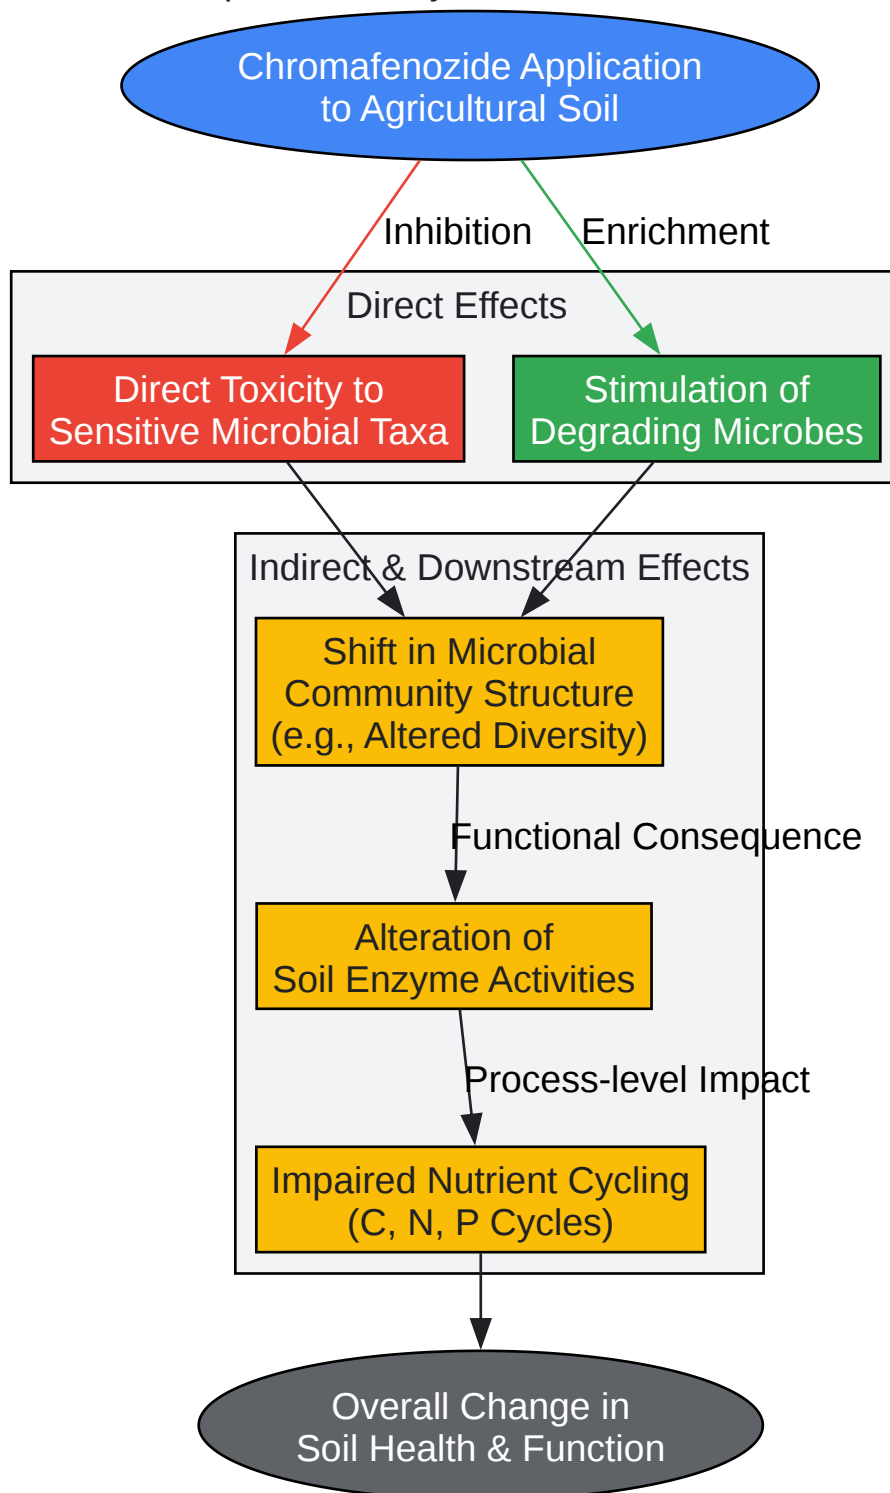 Chromafenozide Application
to Agricultural Soil
Inhibition
Enrichment
Direct Effects
Direct Toxicity to
Sensitive Microbial Taxa
Stimulation of
Degrading Microbes
Indirect & Downstream Effects
Shift in Microbial
Community Structure
(e.g., Altered Diversity)
Functional Consequence
Alteration of
Soil Enzyme Activities
Process-level Impact
Impaired Nutrient Cycling
(C, N, P Cycles)
Overall Change in
Soil Health & Function